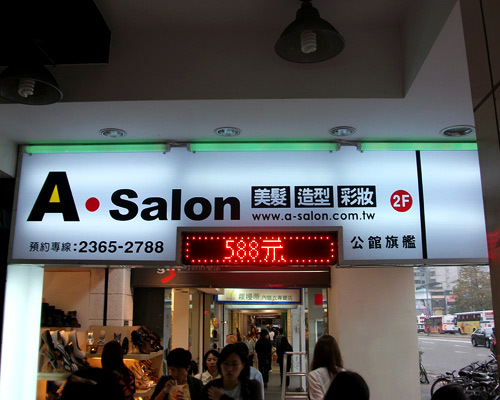 A·Salon 美髮 造型 彩妝
www.a-salon.com.tw
2F
預約專線:2365-2788
588元
公館旗艦